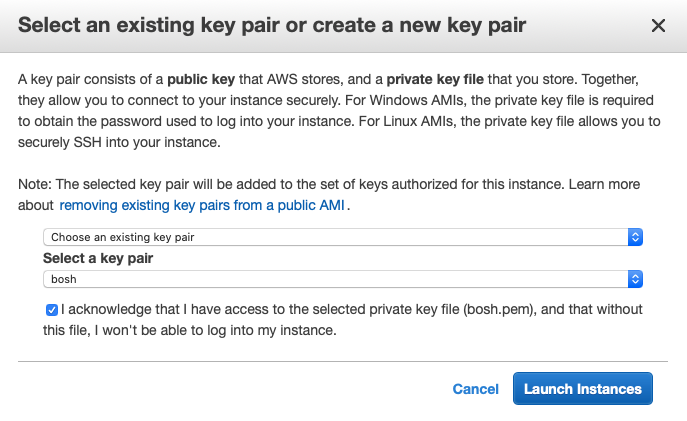 Select an existing key pair or create a new key pair
A key pair consists of a public key that AWS stores, and a private key file that you store. Together,
they allow you to connect to your instance securely. For Windows AMIs, the private key file is required
to obtain the password used to log into your instance. For Linux AMIs, the private key file allows you to
securely SSH into your instance.
Note: The selected key pair will be added to the set of keys authorized for this instance. Learn more
about removing existing key pairs from a public AMI .
Choose an existing key pair
Select a key pair
bosh
I acknowledge that I have access to the selected private key file (bosh.pem), and that without
this file, I won't be able to log into my instance.
Cancel Launch Instances